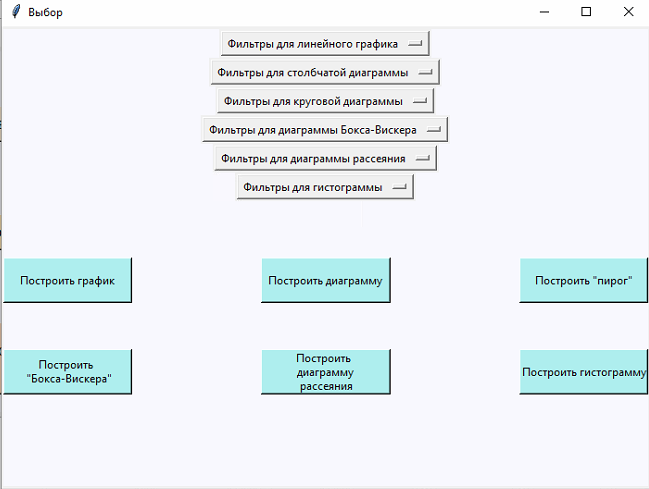 Выбор
Фильтры для линейного графика
Фильтры для столбчатой диаграммы
Фильтры для круговой диаграммы
Фильтры для диаграммы Бокса-Вискера
Фильтры для диаграммы рассеяния
Фильтры для гистограммы
Построить график
Построить диаграмму
Построить "пирог"
Построить
"Бокса-Вискера"
Построить
диаграмму
рассеяния
Построить гистограмму